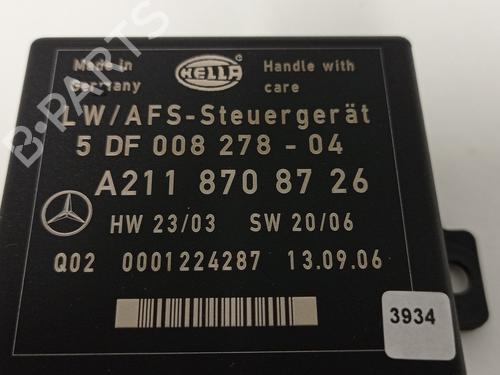 Made in
Germany
HELLA
Handle with
care
LW/AFS-Steuergerät
5 DF 008 278 - 04
A211 870 87 26
HW 23/03 SW 20/06
Q02 0001224287 13.09.06
3934
B-PARTS